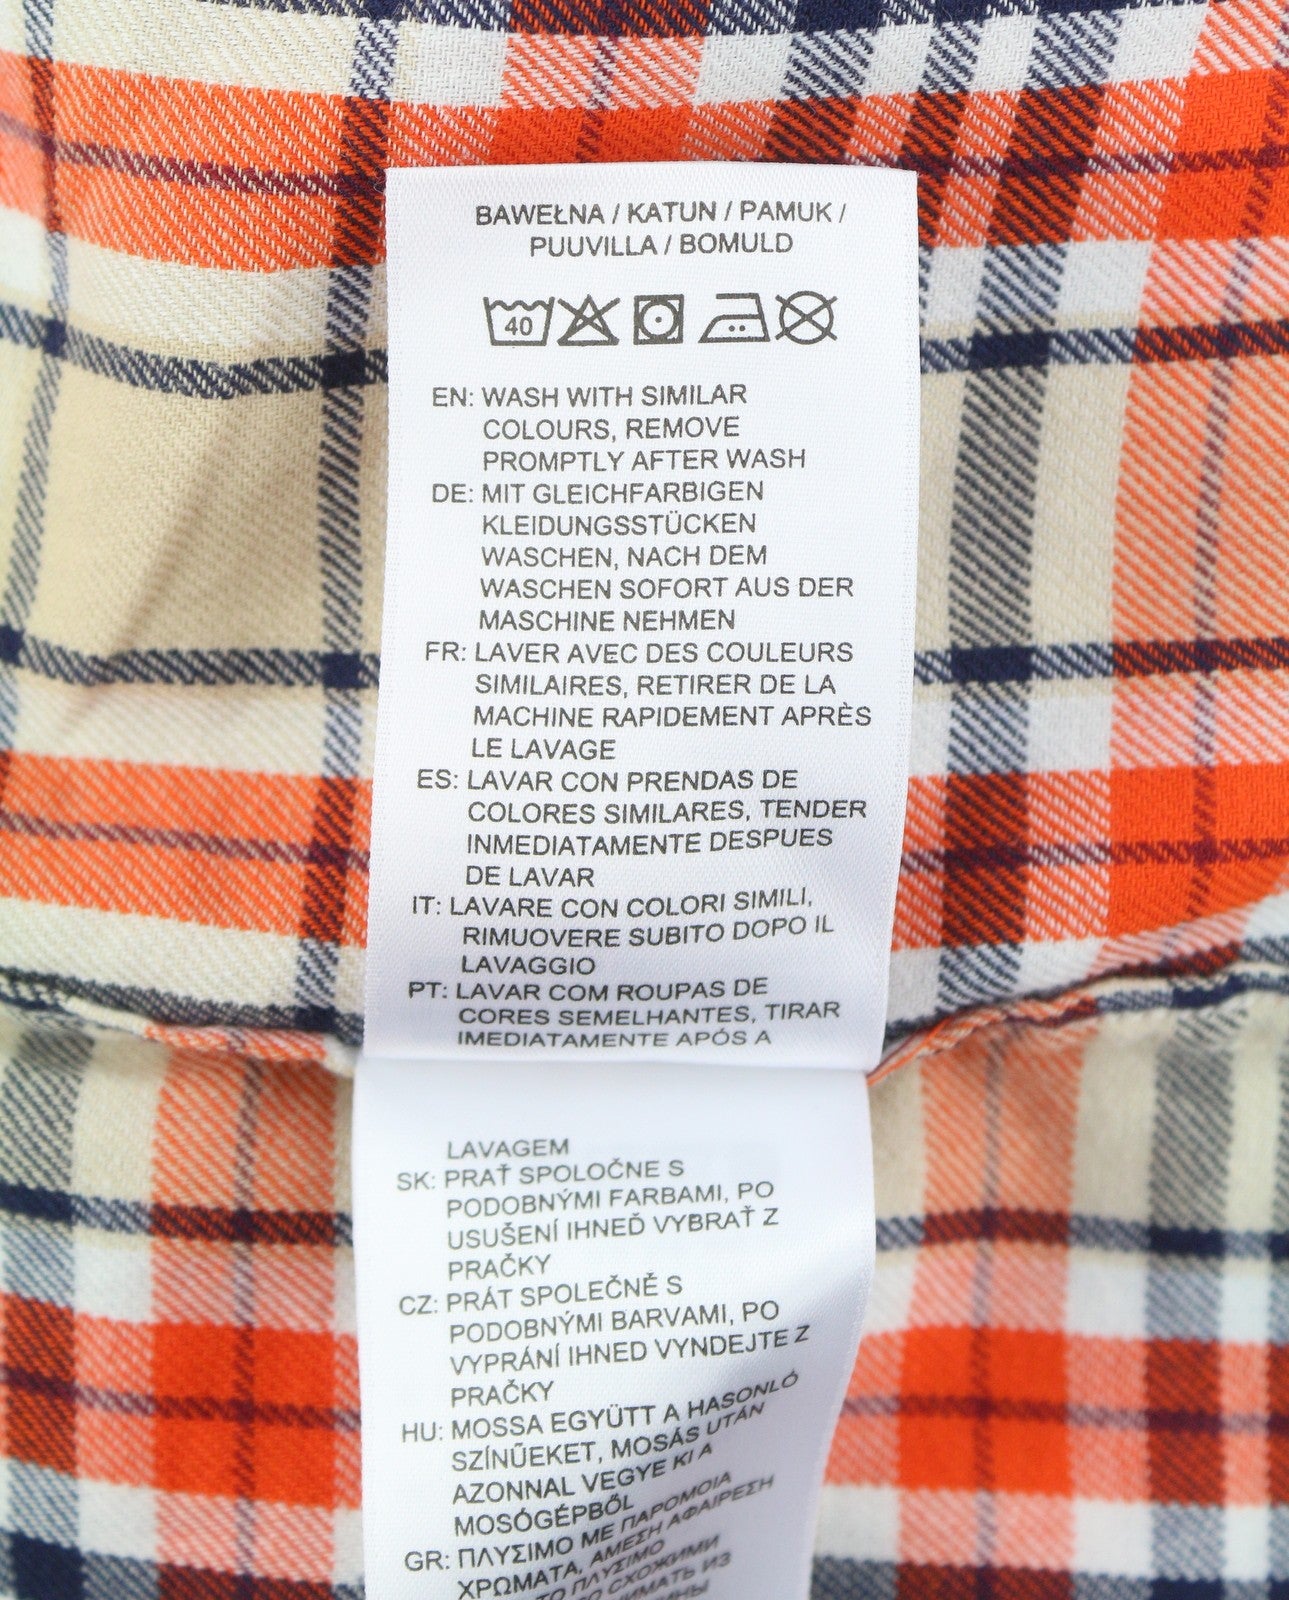 BAWEŁNA / KATUN / PAMUK /
PUUVILLA / BOMULD
40
EN: WASH WITH SIMILAR
COLOURS, REMOVE
PROMPTLY AFTER WASH
DE: MIT GLEICHFARBIGEN
KLEIDUNGSSTÜCKEN
WASCHEN, NACH DEM
WASCHEN SOFORT AUS DER
MASCHINE NEHMEN
FR: LAVER AVEC DES COULEURS
SIMILAIRES, RETIRER DE LA
MACHINE RAPIDEMENT APRÈS
LE LAVAGE
ES: LAVAR CON PRENDAS DE
COLORES SIMILARES, TENDER
INMEDIATAMENTE DESPUES
DE LAVAR
IT: LAVARE CON COLORI SIMILI,
RIMUOVERE SUBITO DOPO IL
LAVAGGIO
PT: LAVAR COM ROUPAS DE
CORES SEMELHANTES, TIRAR
IMEDIATAMENTE APÓS A
LAVAGEM
SK: PRAŤ SPOLOČNE S
PODOBNÝMI FARBAMI, PO
USUŠENÍ IHNEĎ VYBRAŤ Z
PRAČKY
CZ: PRÁT SPOLEČNĚ S
PODOBNÝMI BARVAMI, PO
VYPRÁNÍ IHNED VYNDEJTE Z
PRAČKY
HU: MOSSA EGYÜTT A HASONLÓ
SZÍNŰEKET, MOSÁS UTÁN
AZONNAL VEGYE KI A
MOSÓGÉPBŐL
GR: ΠΛΥΣΙΜΟ ΜΕ ΠΑΡΟΜΟΙΑ
ΧΡΩΜΑΤΑ, ΑΜΕΣΗ ΑΦΑΙΡΕΣΗ
ΤΟ ΠΛΥΣΙΜΟ
СХОЖИМИ
ИЗ